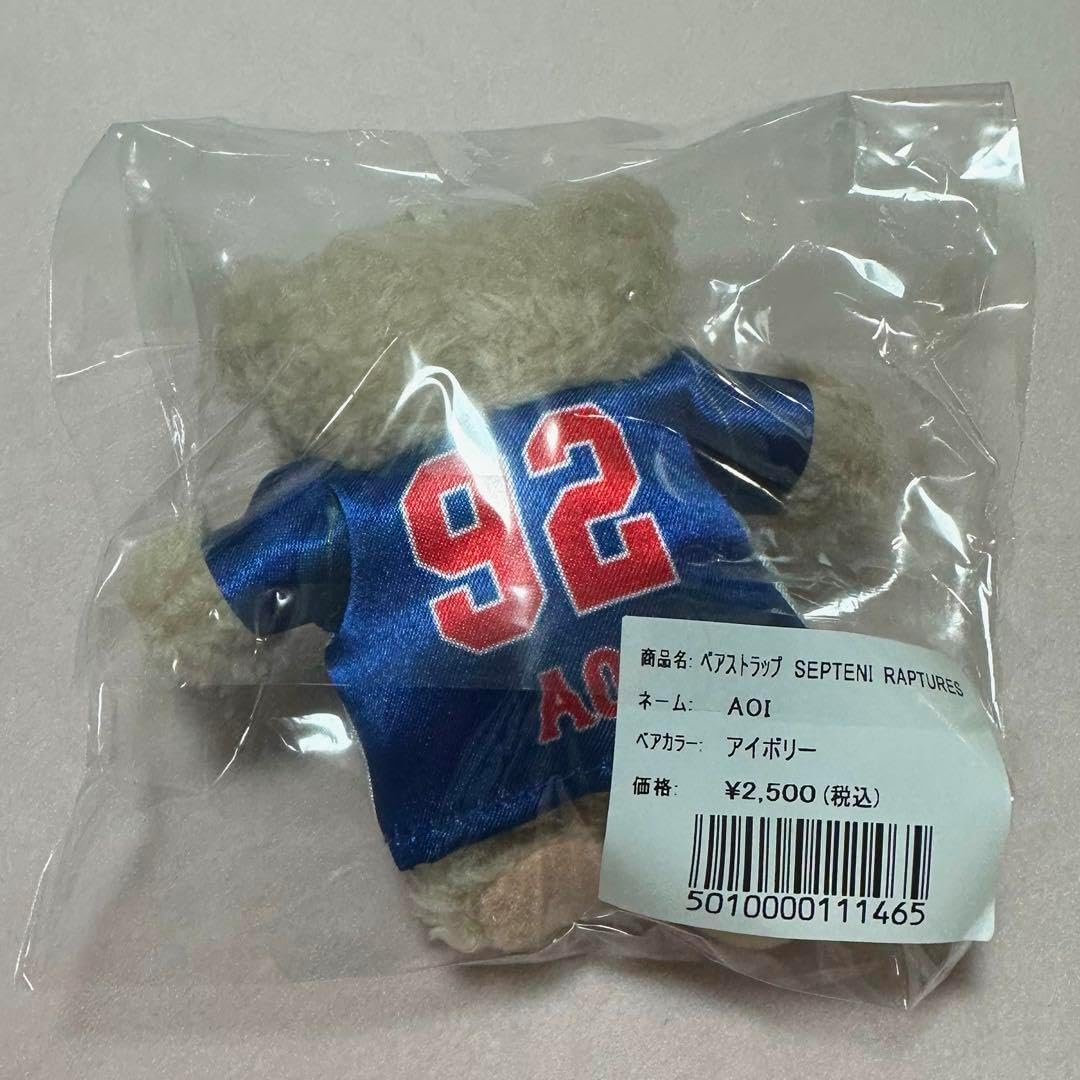 92
AO
商品名: ベアストラップ SEPTENI RAPTURES
ネーム: AOI
ベアカラー: アイボリー
価格: ¥2,500(税込)
5010000111465